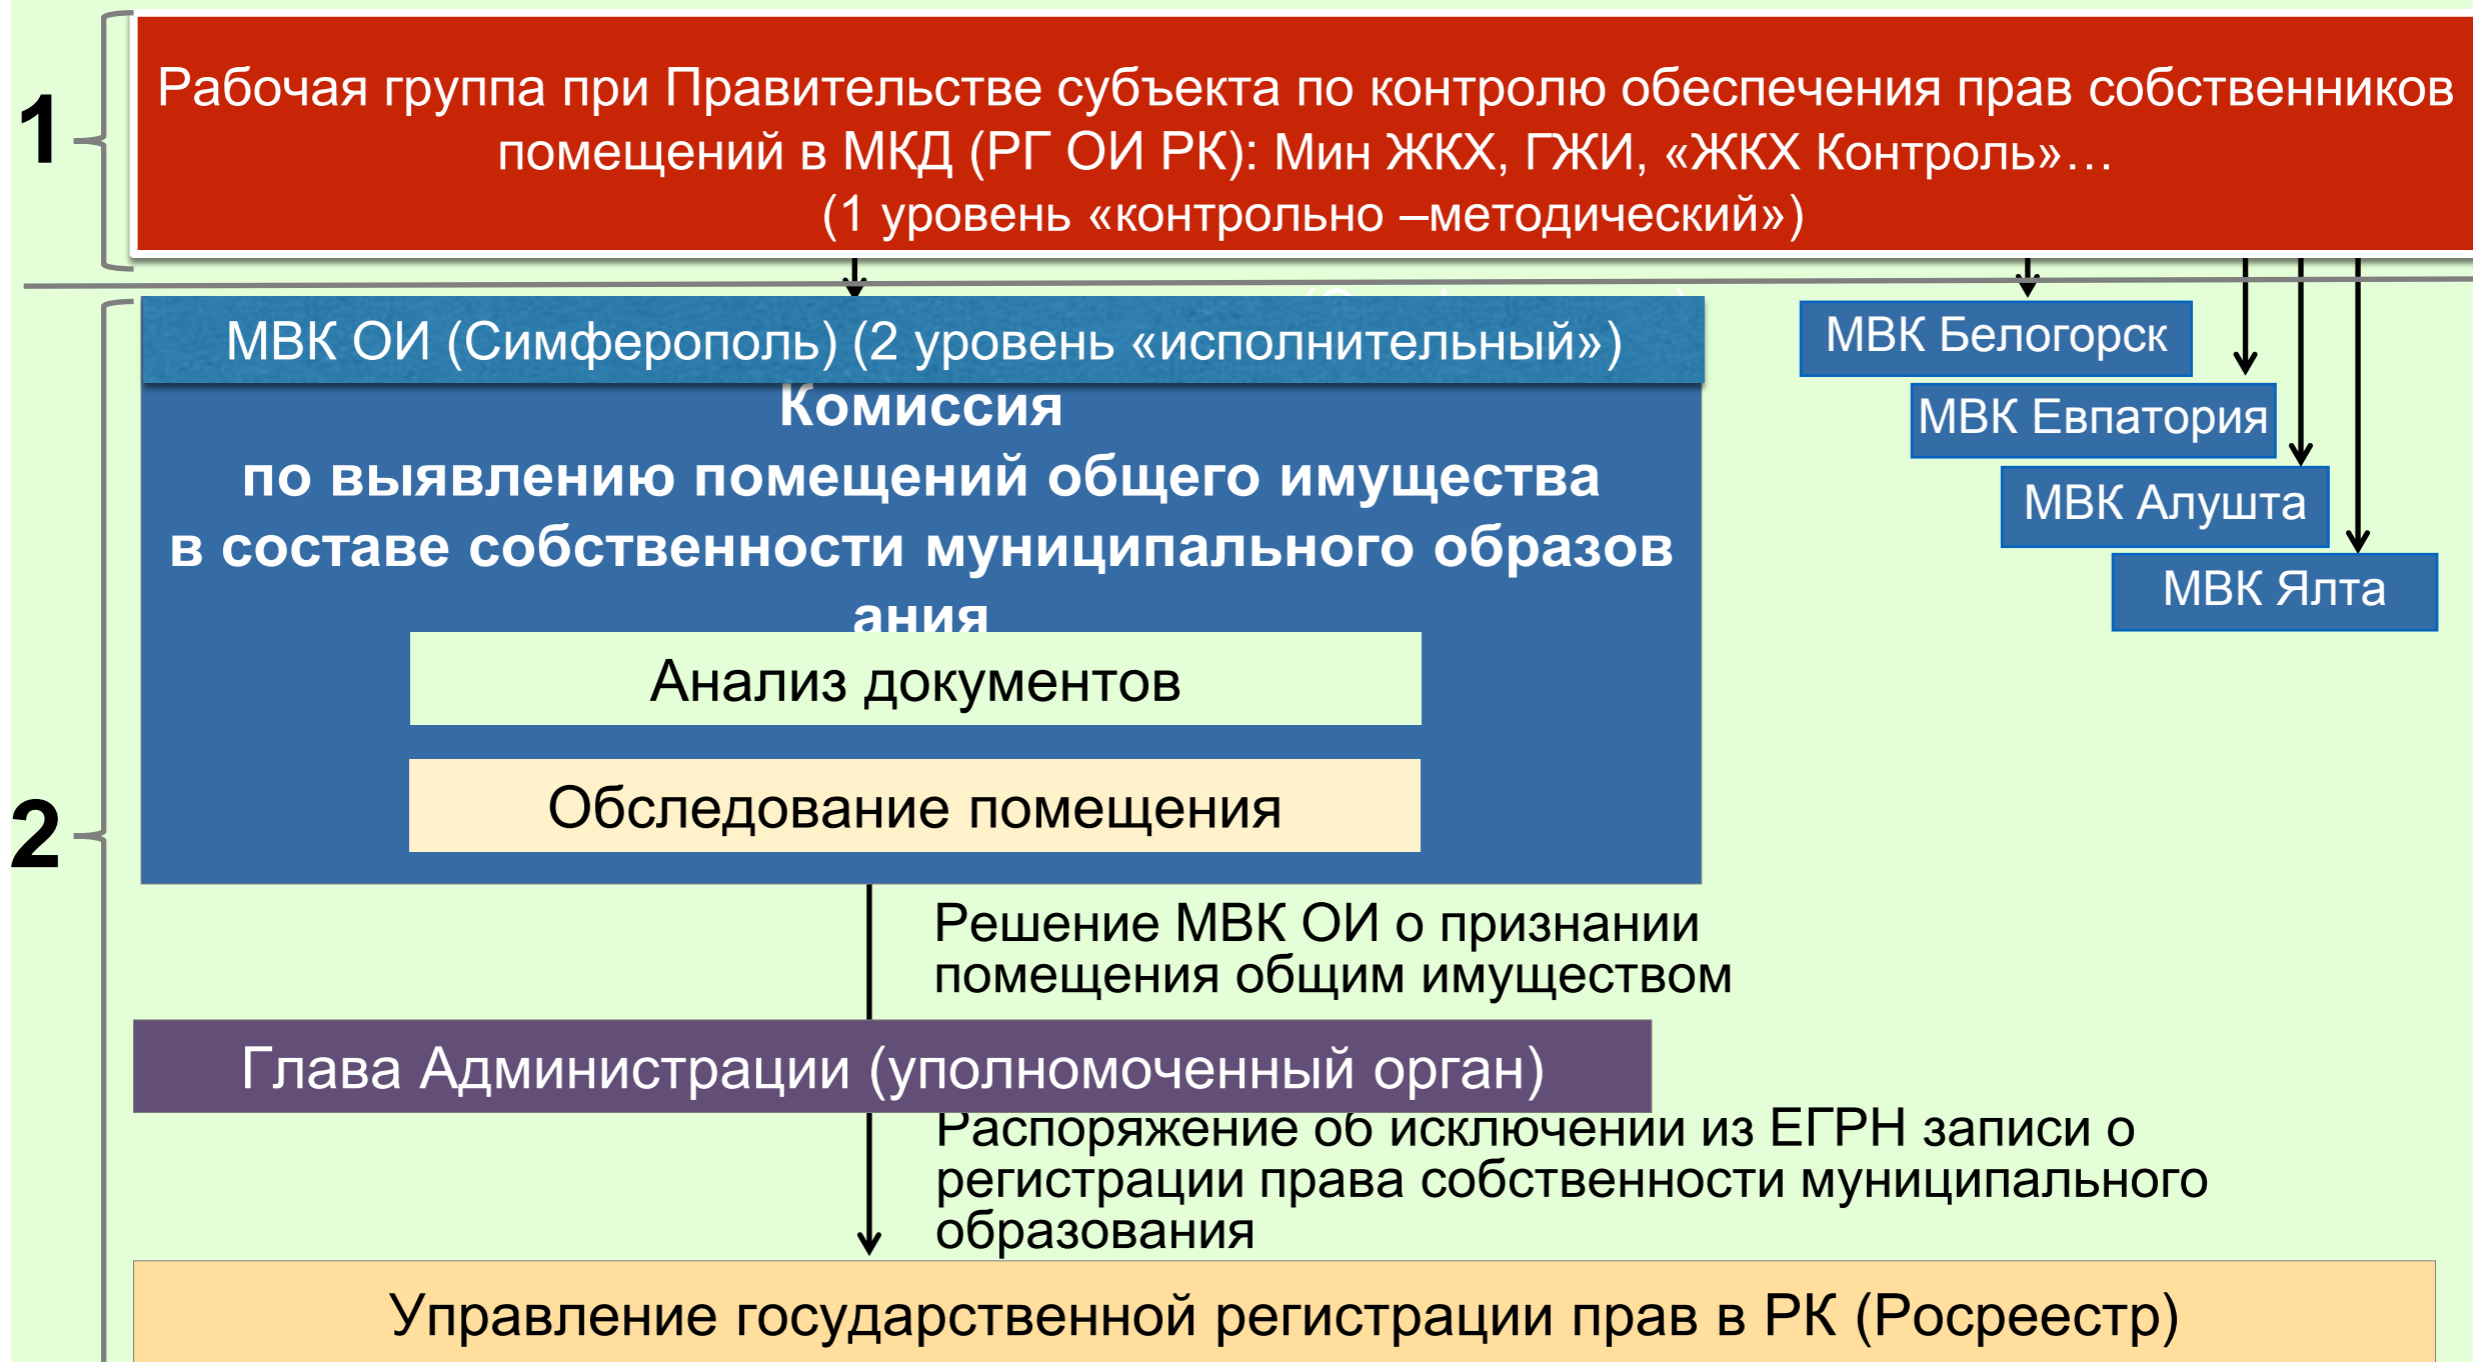 1
Рабочая группа при Правительстве субъекта по контролю обеспечения прав собственников
помещений в МКД (РГ ОИ РК): Мин ЖКХ, ГЖИ, «ЖКХ Контроль»…
(1 уровень «контрольно –методический»)
2
МВК ОИ (Симферополь) (2 уровень «исполнительный»)
Комиссия
по выявлению помещений общего имущества
в составе собственности муниципального образов
ания
Анализ документов
Обследование помещения
МВК Белогорск
МВК Евпатория
МВК Алушта
МВК Ялта
Решение МВК ОИ о признании
помещения общим имуществом
Глава Администрации (уполномоченный орган)
Распоряжение об исключении из ЕГРН записи о
регистрации права собственности муниципального
образования
Управление государственной регистрации прав в РК (Росреестр)